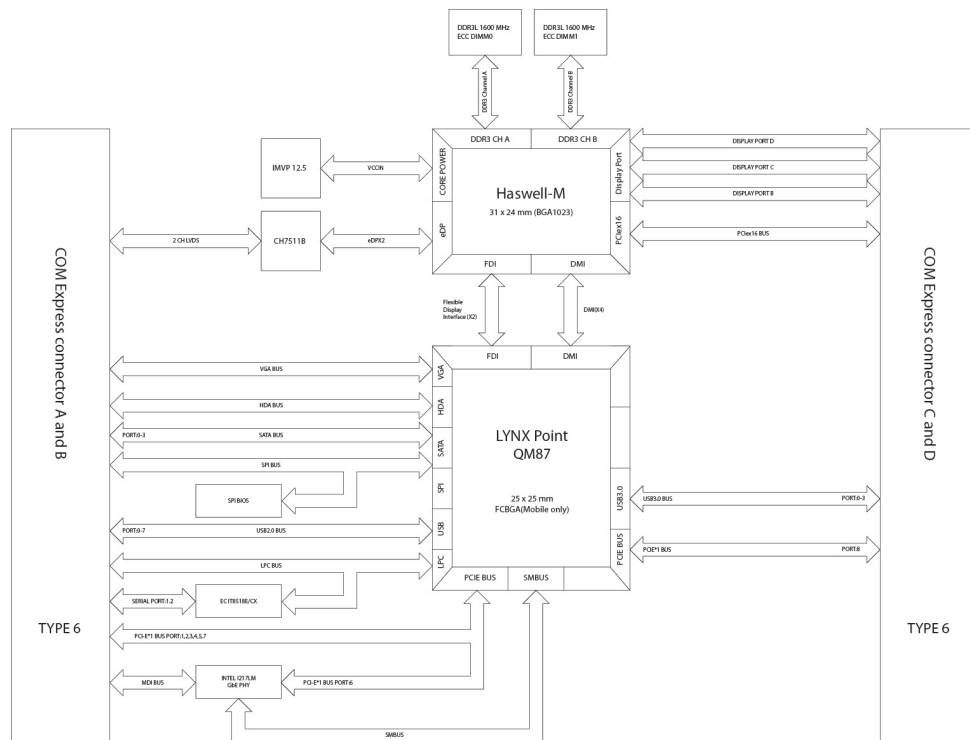 DDR3L 1600 MHz
ECC DIMM0
DDR3L 1600 MHz
ECC DIMM1
DDR3 Channel A
DDR3 Channel B
DDR3 CH A
DDR3 CH B
CORE POWER
Display Port
eDP
PCIex16
Haswell-M
31 x 24 mm (BGA1023)
FDI
DMI
IMVP 12.5
VCCIN
CH7511B
2 CH LVDS
eDPX2
DISPLAY PORT D
DISPLAY PORT C
DISPLAY PORT B
PCIex16 BUS
Flexible
Display
Interface (X2)
DMI(X4)
COM Express connector A and B
TYPE 6
COM Express connector C and D
TYPE 6
FDI
DMI
VGA
HDA
SATA
SPI
USB
LPC
LYNX Point
QM87
25 x 25 mm
FCBGA(Mobile only)
USB3.0
PCIE BUS
PCIE BUS
SMBUS
VGA BUS
HDA BUS
PORT:0-3
SATA BUS
SPI BUS
SPI BIOS
PORT:0-7
USB2.0 BUS
LPC BUS
SERIAL PORT:1.2
EC IT8518E/CX
PCI-E*1 BUS PORT:1,2,3,4,5,7
MDI BUS
INTEL I217LM
GbE PHY
PCI-E*1 BUS PORT:6
SMBUS
USB3.0 BUS
PORT:0-3
PCIE*1 BUS
PORT:8